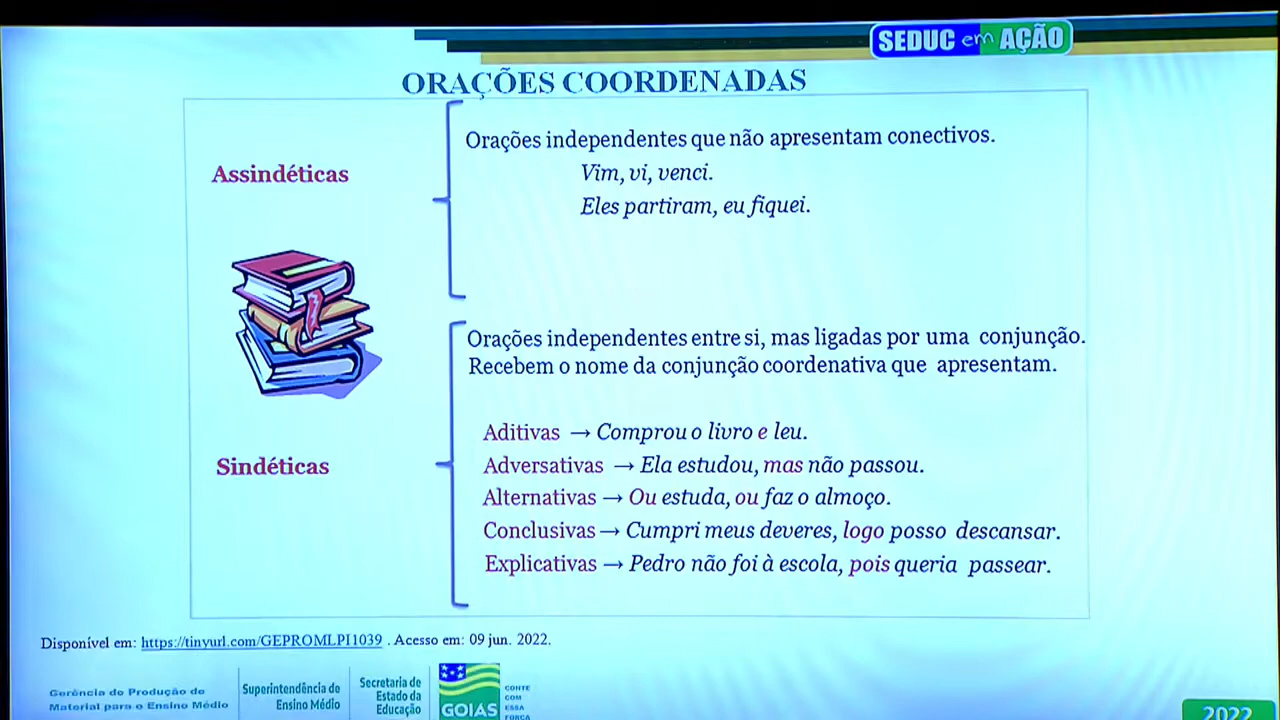 SEDUC em AÇÃO
ORAÇÕES COORDENADAS
Assindéticas
Orações independentes que não apresentam conectivos.
Vim, vi, venci.
Eles partiram, eu fiquei.
Sindéticas
Orações independentes entre si, mas ligadas por uma conjunção.
Recebem o nome da conjunção coordenativa que apresentam.
Aditivas → Comprou o livro e leu.
Adversativas → Ela estudou, mas não passou.
Alternativas → Ou estuda, ou faz o almoço.
Conclusivas → Cumpri meus deveres, logo posso descansar.
Explicativas → Pedro não foi à escola, pois queria passear.
Disponível em: https://tinyurl.com/GEPROMLPI1039 . Acesso em: 09 jun. 2022.
Gerência de Produção de
Material para o Ensino Médio
Superintendência de
Ensino Médio
Secretaria de
Estado da
Educação
GOIÁS
CONTE
COM
ESSA
FORÇA
2022